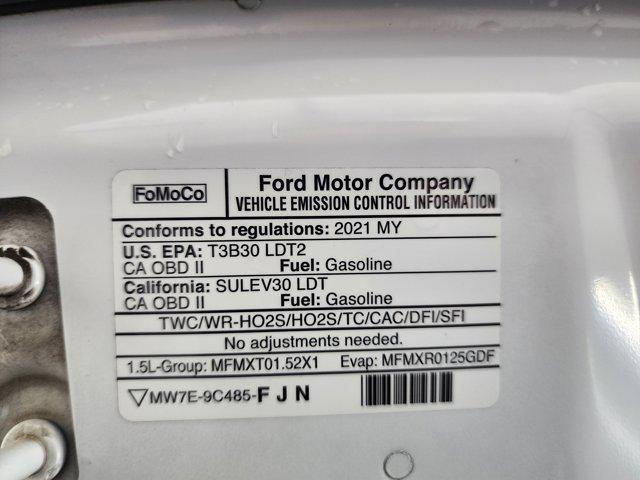 FoMoCo
Ford Motor Company
VEHICLE EMISSION CONTROL INFORMATION
Conforms to regulations: 2021 MY
U.S. EPA: T3B30 LDT2
CA OBD II Fuel: Gasoline
California: SULEV30 LDT
CA OBD II Fuel: Gasoline
TWC/WR-HO2S/HO2S/TC/CAC/DFI/SFI
No adjustments needed.
1.5L-Group: MFMXT01.52X1 Evap: MFMXR0125GDF
▽MW7E-9C485-F J N